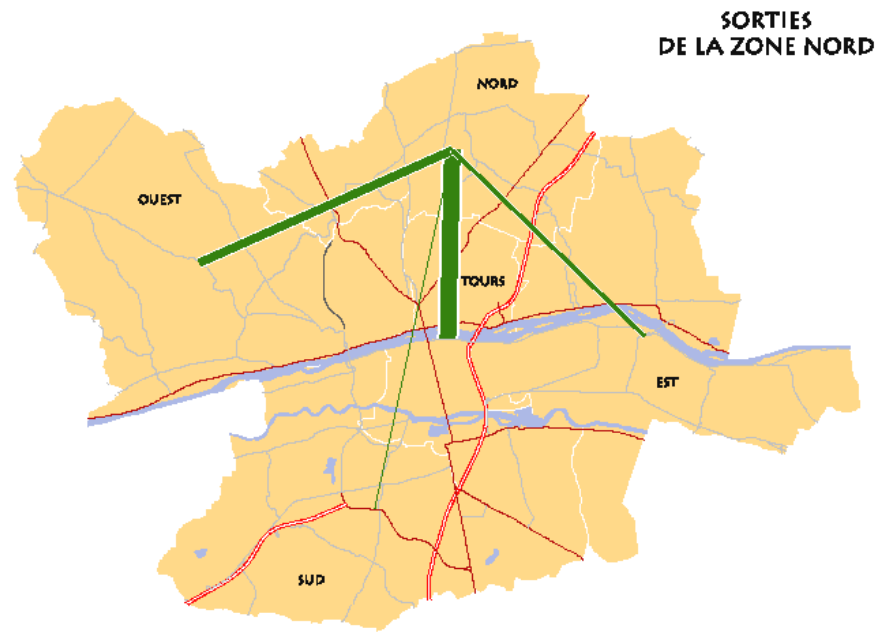 SORTIES
DE LA ZONE NORD
NORD
OUEST
TOURS
EST
SUD